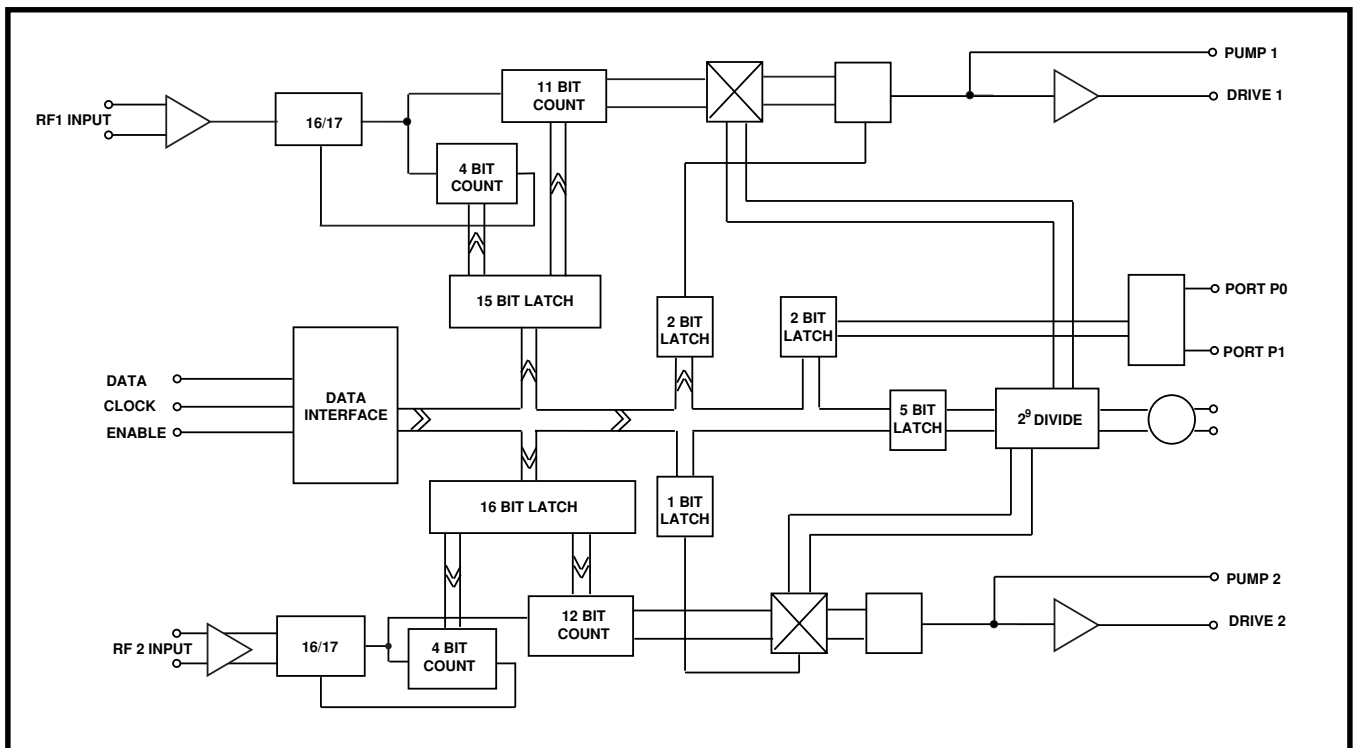 PUMP 1
11 BIT
COUNT
DRIVE 1
RF1 INPUT
16/17
4 BIT
COUNT
15 BIT LATCH
PORT P0
2 BIT
LATCH
2 BIT
LATCH
PORT P1
DATA
CLOCK
ENABLE
DATA
INTERFACE
5 BIT
LATCH
2⁹ DIVIDE
16 BIT LATCH
1 BIT
LATCH
PUMP 2
12 BIT
COUNT
DRIVE 2
RF 2 INPUT
16/17
4 BIT
COUNT